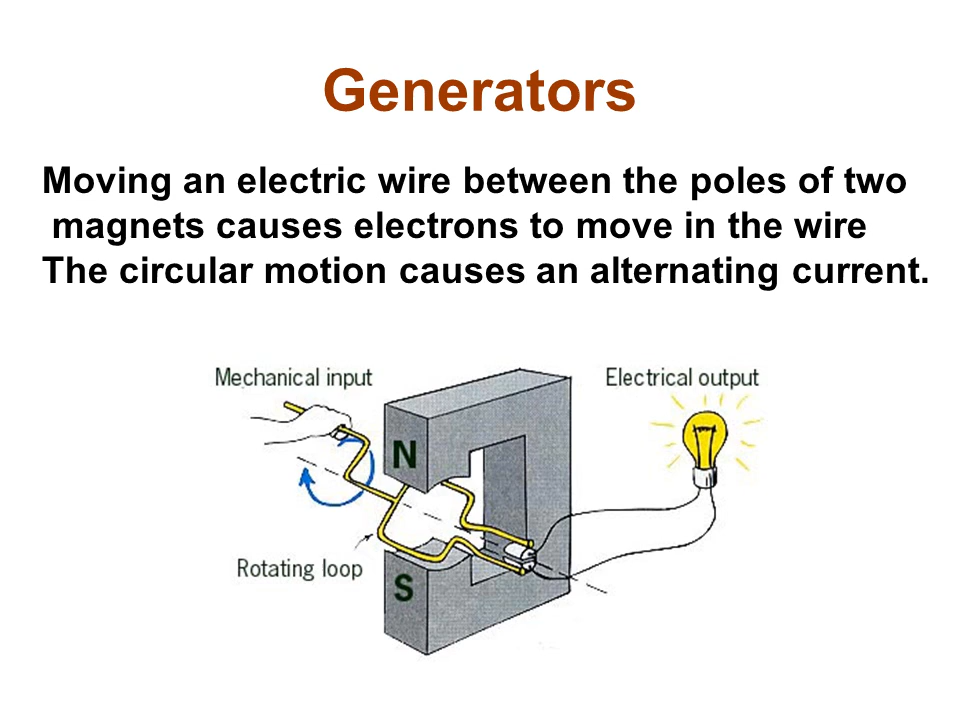 Generators
Moving an electric wire between the poles of two
magnets causes electrons to move in the wire
The circular motion causes an alternating current.
Mechanical input
Electrical output
N
Rotating loop
S